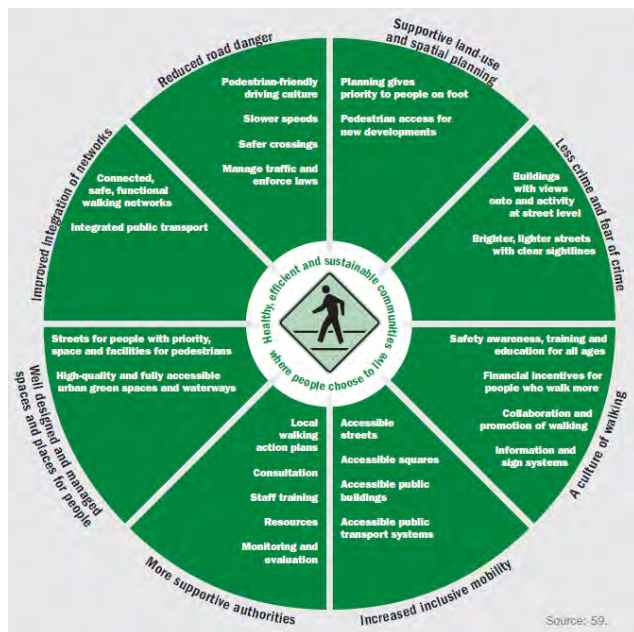 Supportive land-use
and spatial planning
Planning gives
priority to people on foot
Pedestrian access for
new developments
Less crime and fear of crime
Buildings
with views
onto and activity
at street level
Brighter, lighter streets
with clear sightlines
A culture of walking
Safety awareness, training and
education for all ages
Financial incentives for
people who walk more
Collaboration and
promotion of walking
Information and
sign systems
Increased inclusive mobility
Accessible
streets
Accessible squares
Accessible public
buildings
Accessible public
transport systems
More supportive authorities
Local
walking
action plans
Consultation
Staff training
Resources
Monitoring and
evaluation
Well designed and managed
spaces and places for people
Streets for people with priority,
space and facilities for pedestrians
High-quality and fully accessible
urban green spaces and waterways
Improved integration of networks
Connected,
safe, functional
walking networks
Integrated public transport
Reduced road danger
Pedestrian-friendly
driving culture
Slower speeds
Safer crossings
Manage traffic and
enforce laws
Healthy, efficient and sustainable communities
where people choose to live
Source: 59.